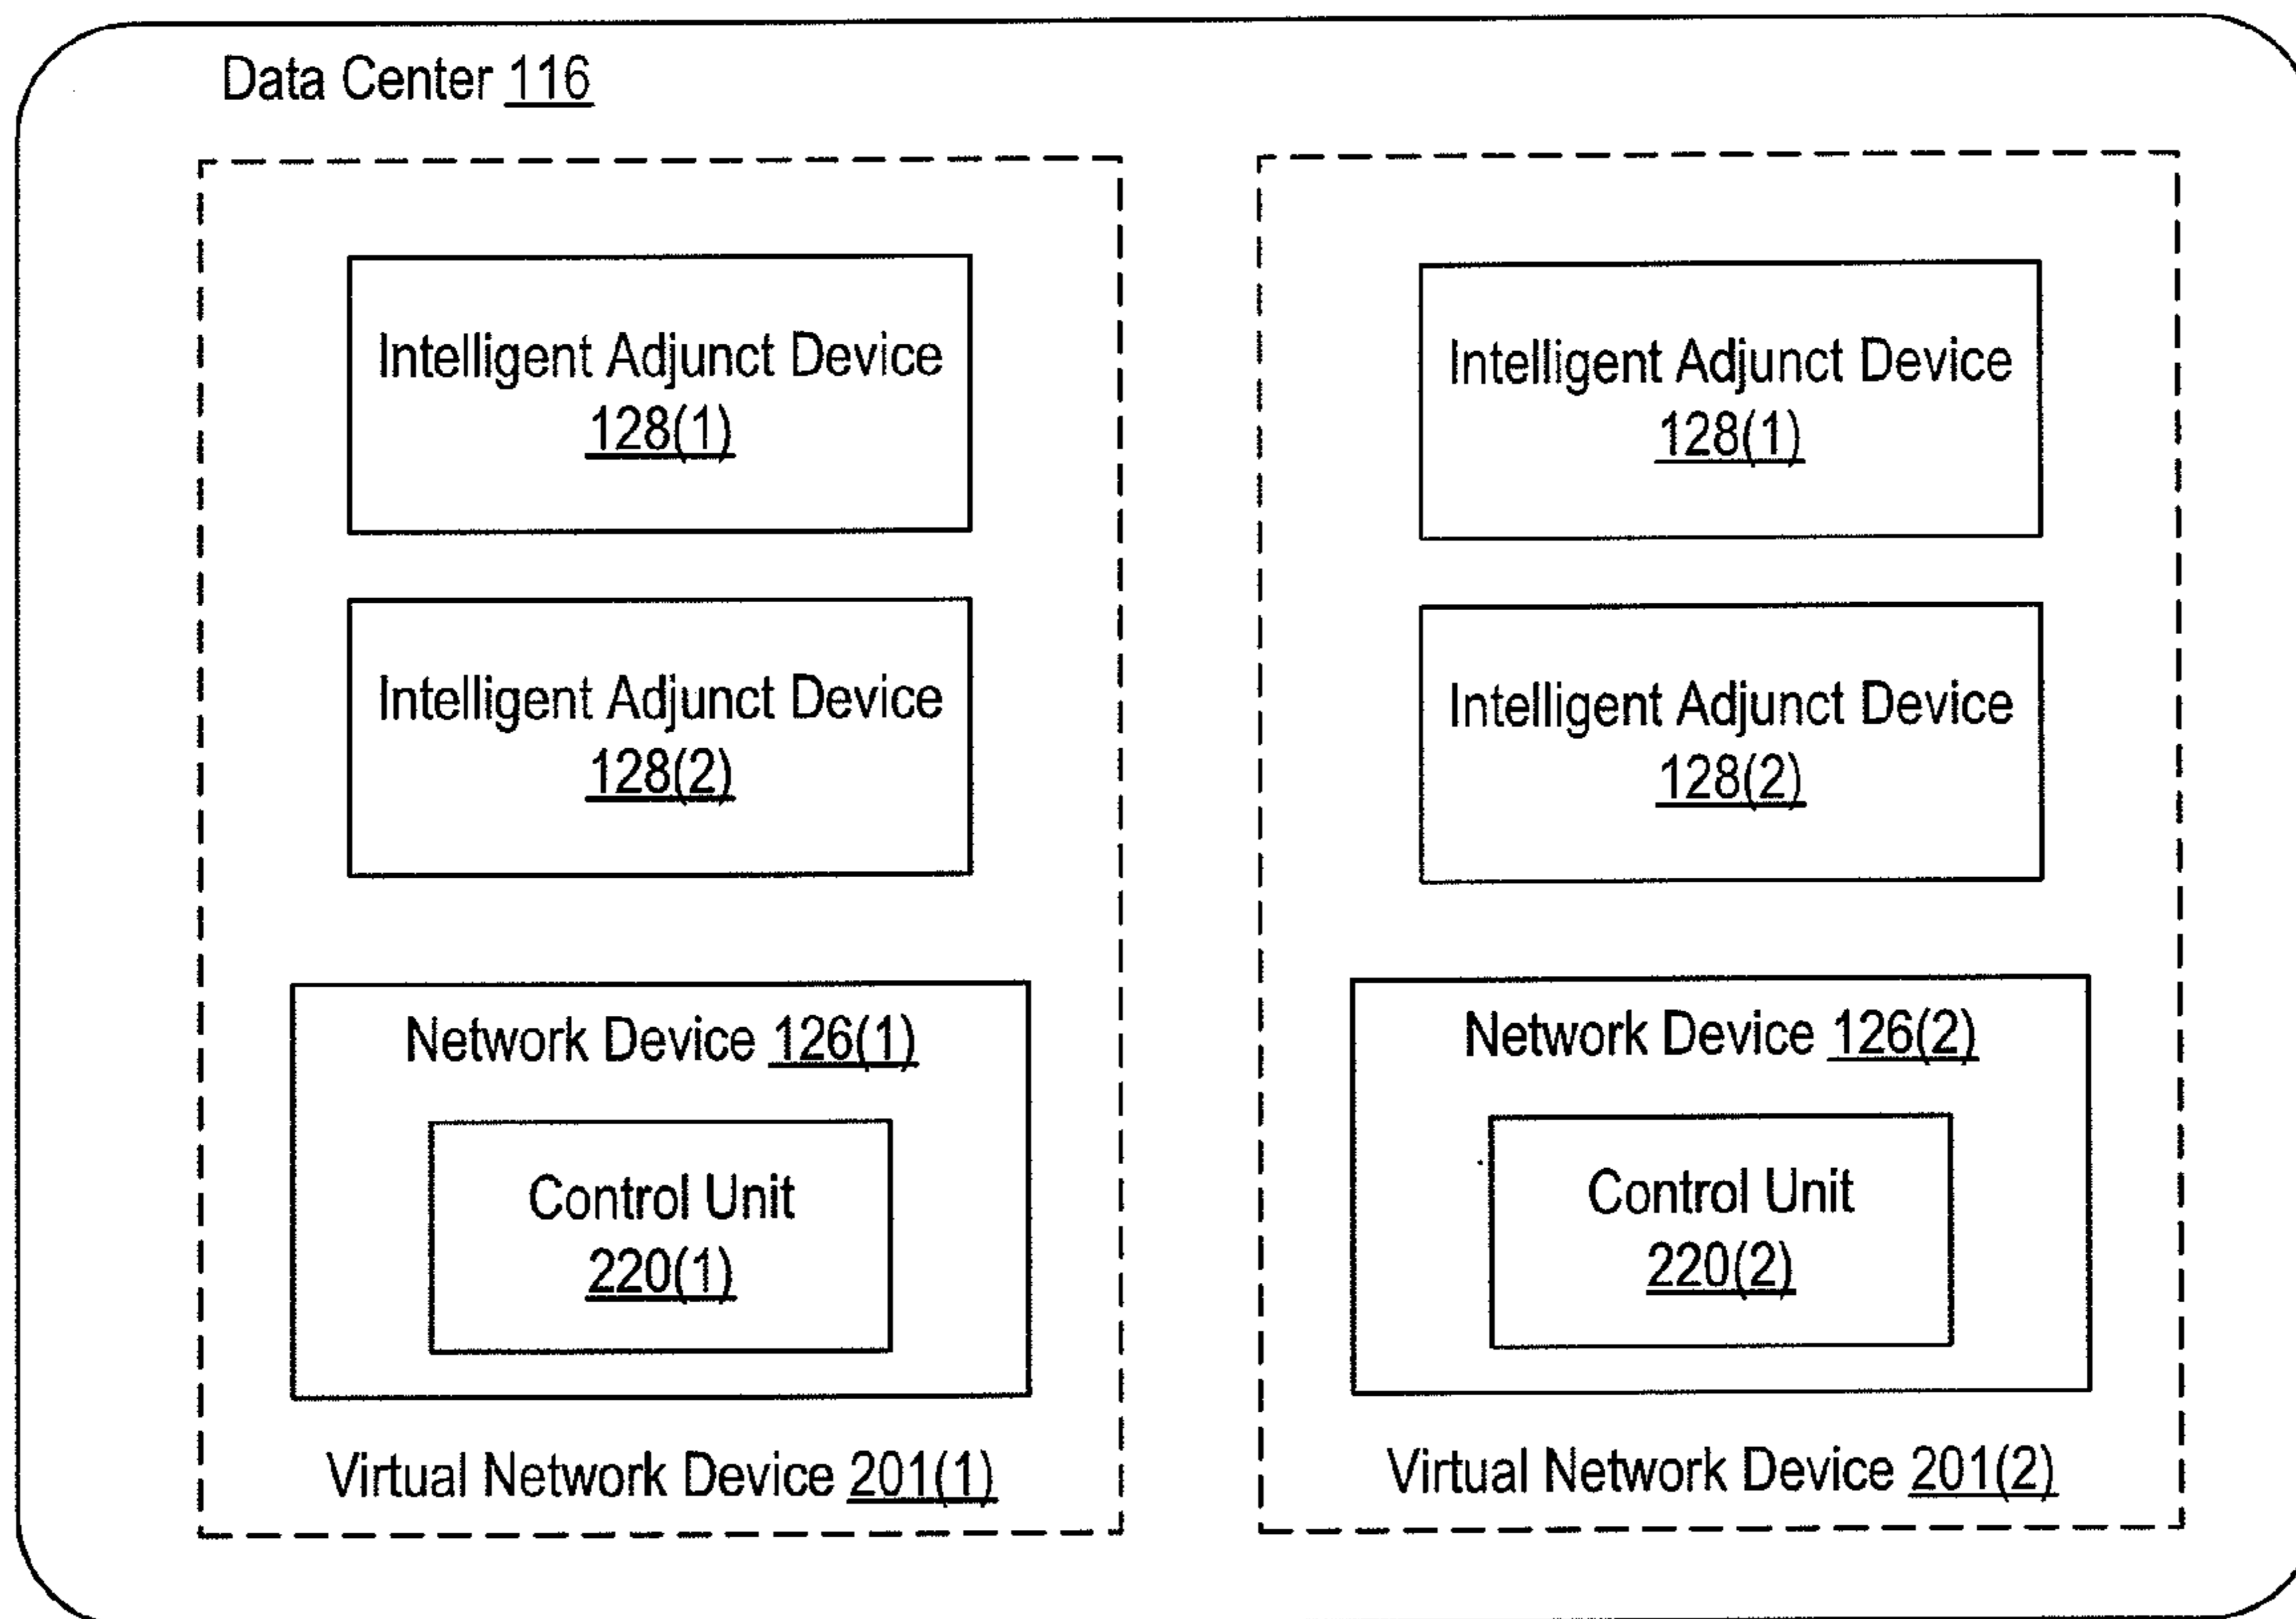 Data Center 116
Intelligent Adjunct Device
128(1)
Intelligent Adjunct Device
128(2)
Network Device 126(1)
Control Unit
220(1)
Virtual Network Device 201(1)
Intelligent Adjunct Device
128(1)
Intelligent Adjunct Device
128(2)
Network Device 126(2)
Control Unit
220(2)
Virtual Network Device 201(2)